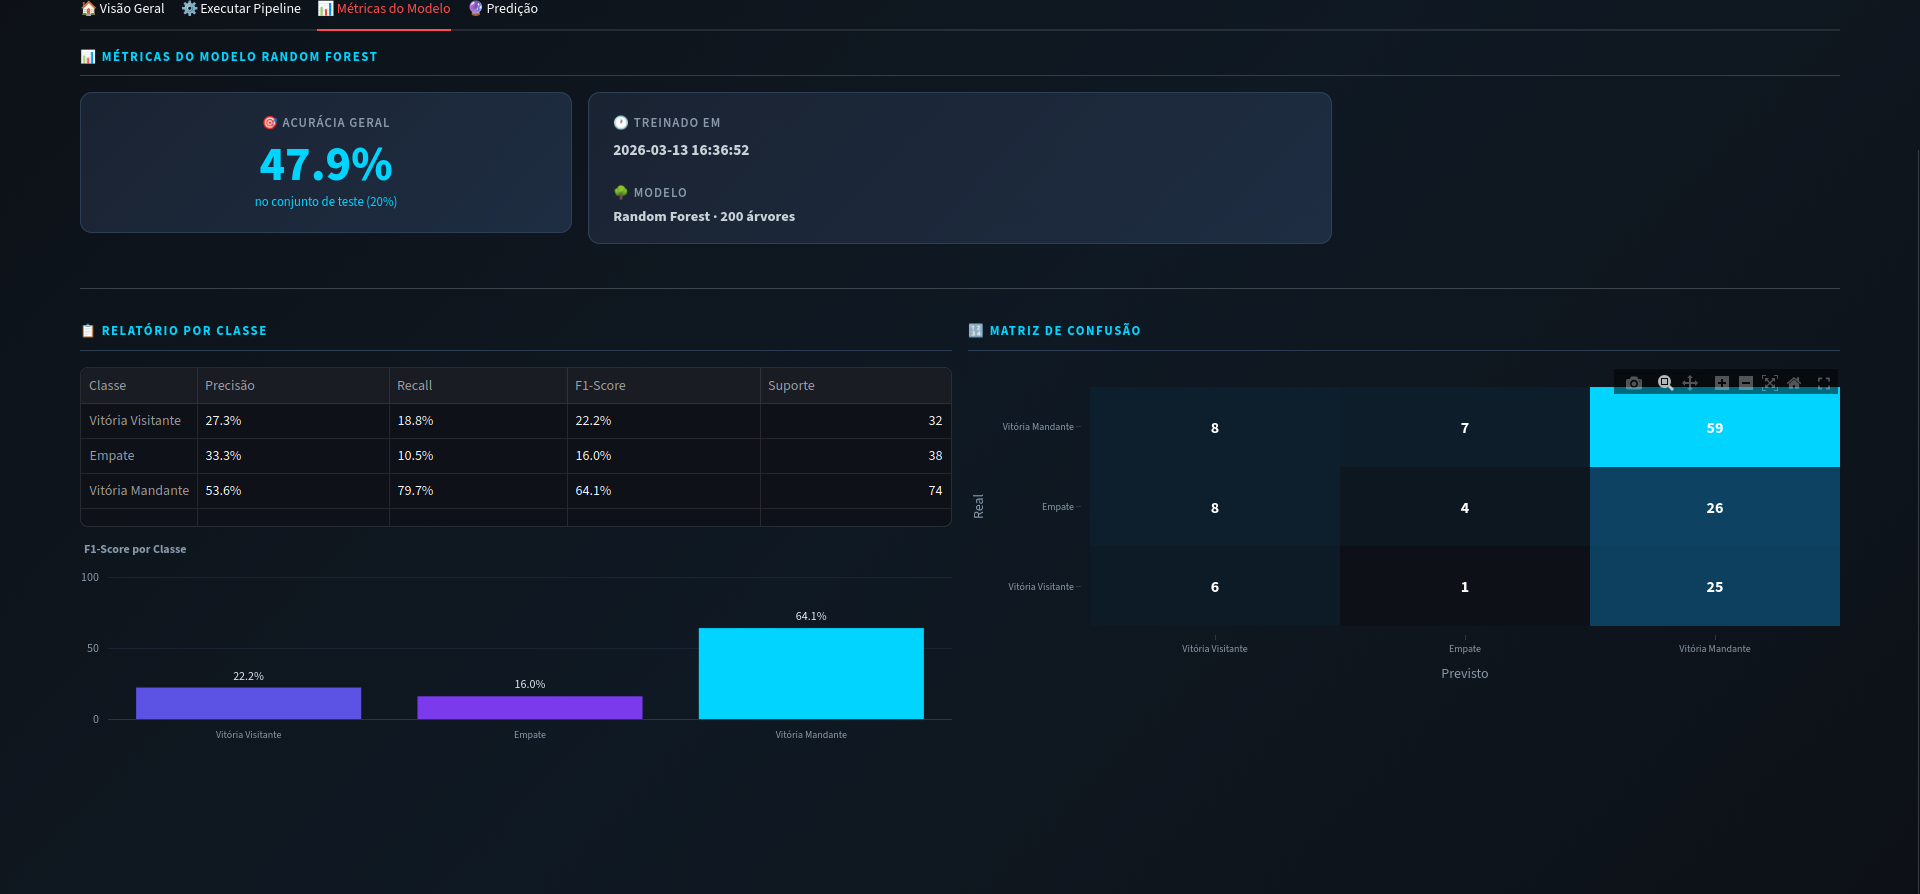 🏠 Visão Geral ⚙️ Executar Pipeline 📊 Métricas do Modelo 🔮 Predição
📊 MÉTRICAS DO MODELO RANDOM FOREST
🎯 ACURÁCIA GERAL
47.9%
no conjunto de teste (20%)
🕐 TREINADO EM
2026-03-13 16:36:52
🌳 MODELO
Random Forest · 200 árvores
📋 RELATÓRIO POR CLASSE
Classe Precisão Recall F1-Score Suporte
Vitória Visitante 27.3% 18.8% 22.2% 32
Empate 33.3% 10.5% 16.0% 38
Vitória Mandante 53.6% 79.7% 64.1% 74
F1-Score por Classe
100
50
0
22.2%
16.0%
64.1%
Vitória Visitante Empate Vitória Mandante
🔢 MATRIZ DE CONFUSÃO
Real
Vitória Mandante 8 7 59
Empate 8 4 26
Vitória Visitante 6 1 25
Vitória Visitante Empate Vitória Mandante
Previsto